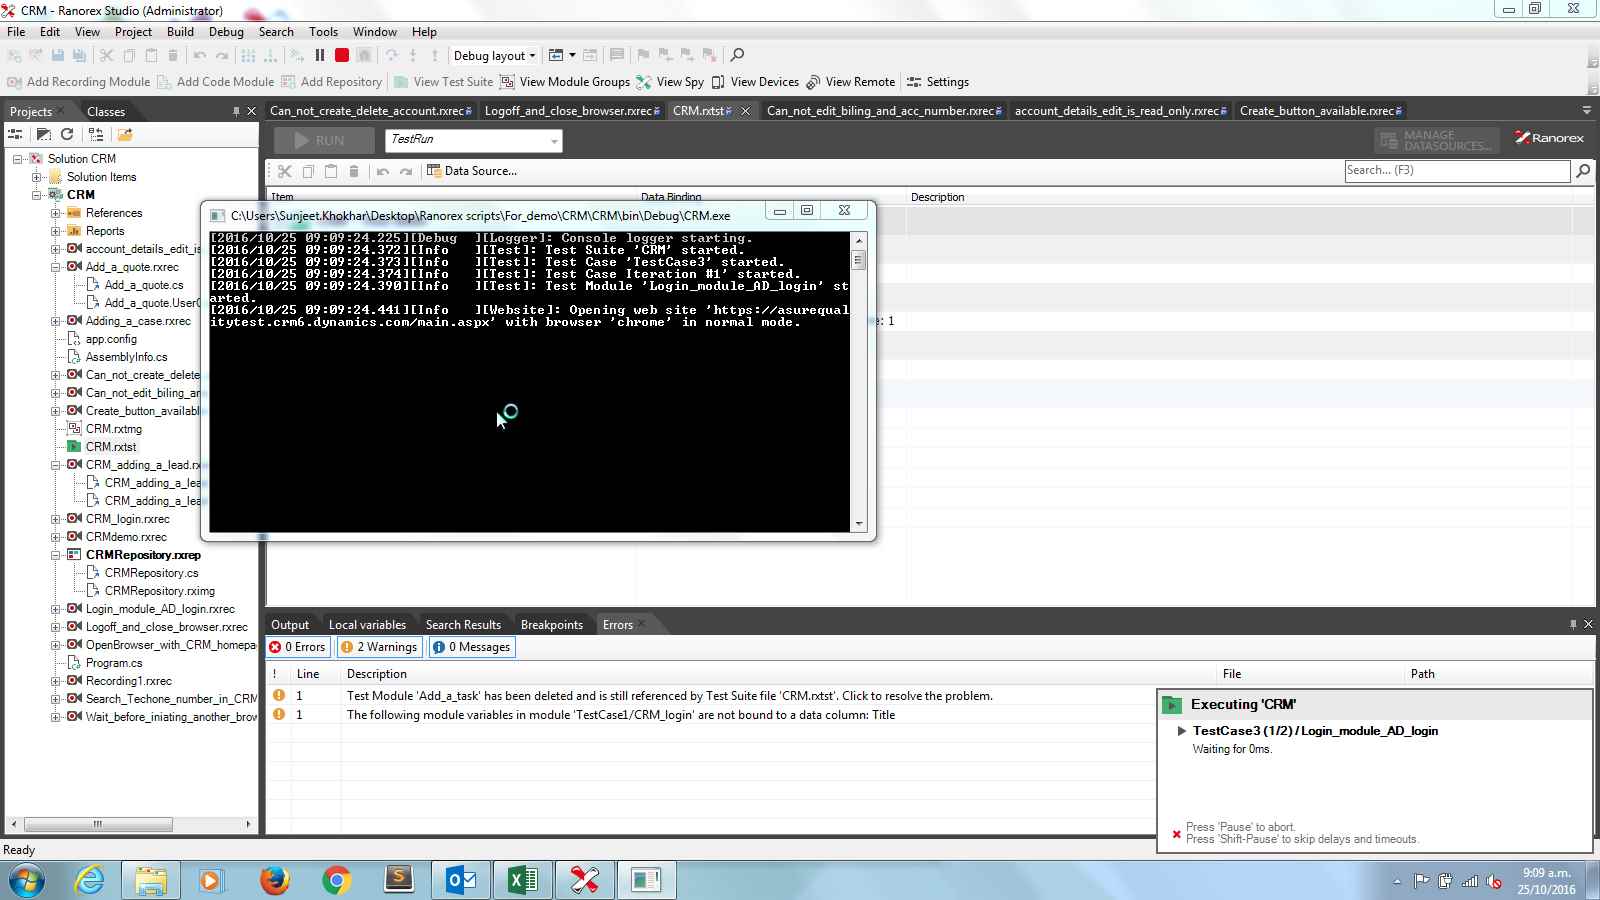 CRM - Ranorex Studio (Administrator)
File Edit View Project Build Debug Search Tools Window Help
Debug layout
Add Recording Module Add Code Module Add Repository View Test Suite View Module Groups View Spy View Devices View Remote Settings
Projects Classes
Can_not_create_delete_account.rxrec Logoff_and_close_browser.rxrec CRM.rxtst Can_not_edit_biling_and_acc_number.rxrec account_details_edit_is_read_only.rxrec Create_button_available.rxrec
RUN TestRun MANAGE DATASOURCES... Ranorex
Data Source... Search... (F3)
Item Data Binding Description
Solution CRM
Solution Items
CRM
References
Reports
account_details_edit_is
Add_a_quote.rxrec
Add_a_quote.cs
Add_a_quote.User
Adding_a_case.rxrec
app.config
AssemblyInfo.cs
Can_not_create_delete
Can_not_edit_biling_a
Create_button_availabl
CRM.rxtmg
CRM.rxtst
CRM_adding_a_lead.rx
CRM_adding_a_lea
CRM_adding_a_lea
CRM_login.rxrec
CRMdemo.rxrec
CRMRepository.rxrep
CRMRepository.cs
CRMRepository.rximg
Login_module_AD_login.rxrec
Logoff_and_close_browser.rxrec
OpenBrowser_with_CRM_homepa
Program.cs
Recording1.rxrec
Search_Techone_number_in_CRM
Wait_before_iniating_another_brow
C:\Users\Sunjeet.Khokhar\Desktop\Ranorex scripts\For_demo\CRM\CRM\bin\Debug\CRM.exe
[2016/10/25 09:09:24.225][Debug ][Logger]: Console logger starting.
[2016/10/25 09:09:24.372][Info ][Test]: Test Suite 'CRM' started.
[2016/10/25 09:09:24.373][Info ][Test]: Test Case 'TestCase3' started.
[2016/10/25 09:09:24.374][Info ][Test]: Test Case Iteration #1' started.
[2016/10/25 09:09:24.390][Info ][Test]: Test Module 'Login_module_AD_login' st
arted.
[2016/10/25 09:09:24.441][Info ][Website]: Opening web site 'https://asurequal
itytest.crm6.dynamics.com/main.aspx' with browser 'chrome' in normal mode.
e: 1
Output Local variables Search Results Breakpoints Errors
0 Errors 2 Warnings 0 Messages
! Line Description File Path
1 Test Module 'Add_a_task' has been deleted and is still referenced by Test Suite file 'CRM.rxtst'. Click to resolve the problem.
1 The following module variables in module 'TestCase1/CRM_login' are not bound to a data column: Title
Executing 'CRM'
TestCase3 (1/2) / Login_module_AD_login
Waiting for 0ms.
Press 'Pause' to abort.
Press 'Shift-Pause' to skip delays and timeouts.
Ready
9:09 a.m.
25/10/2016